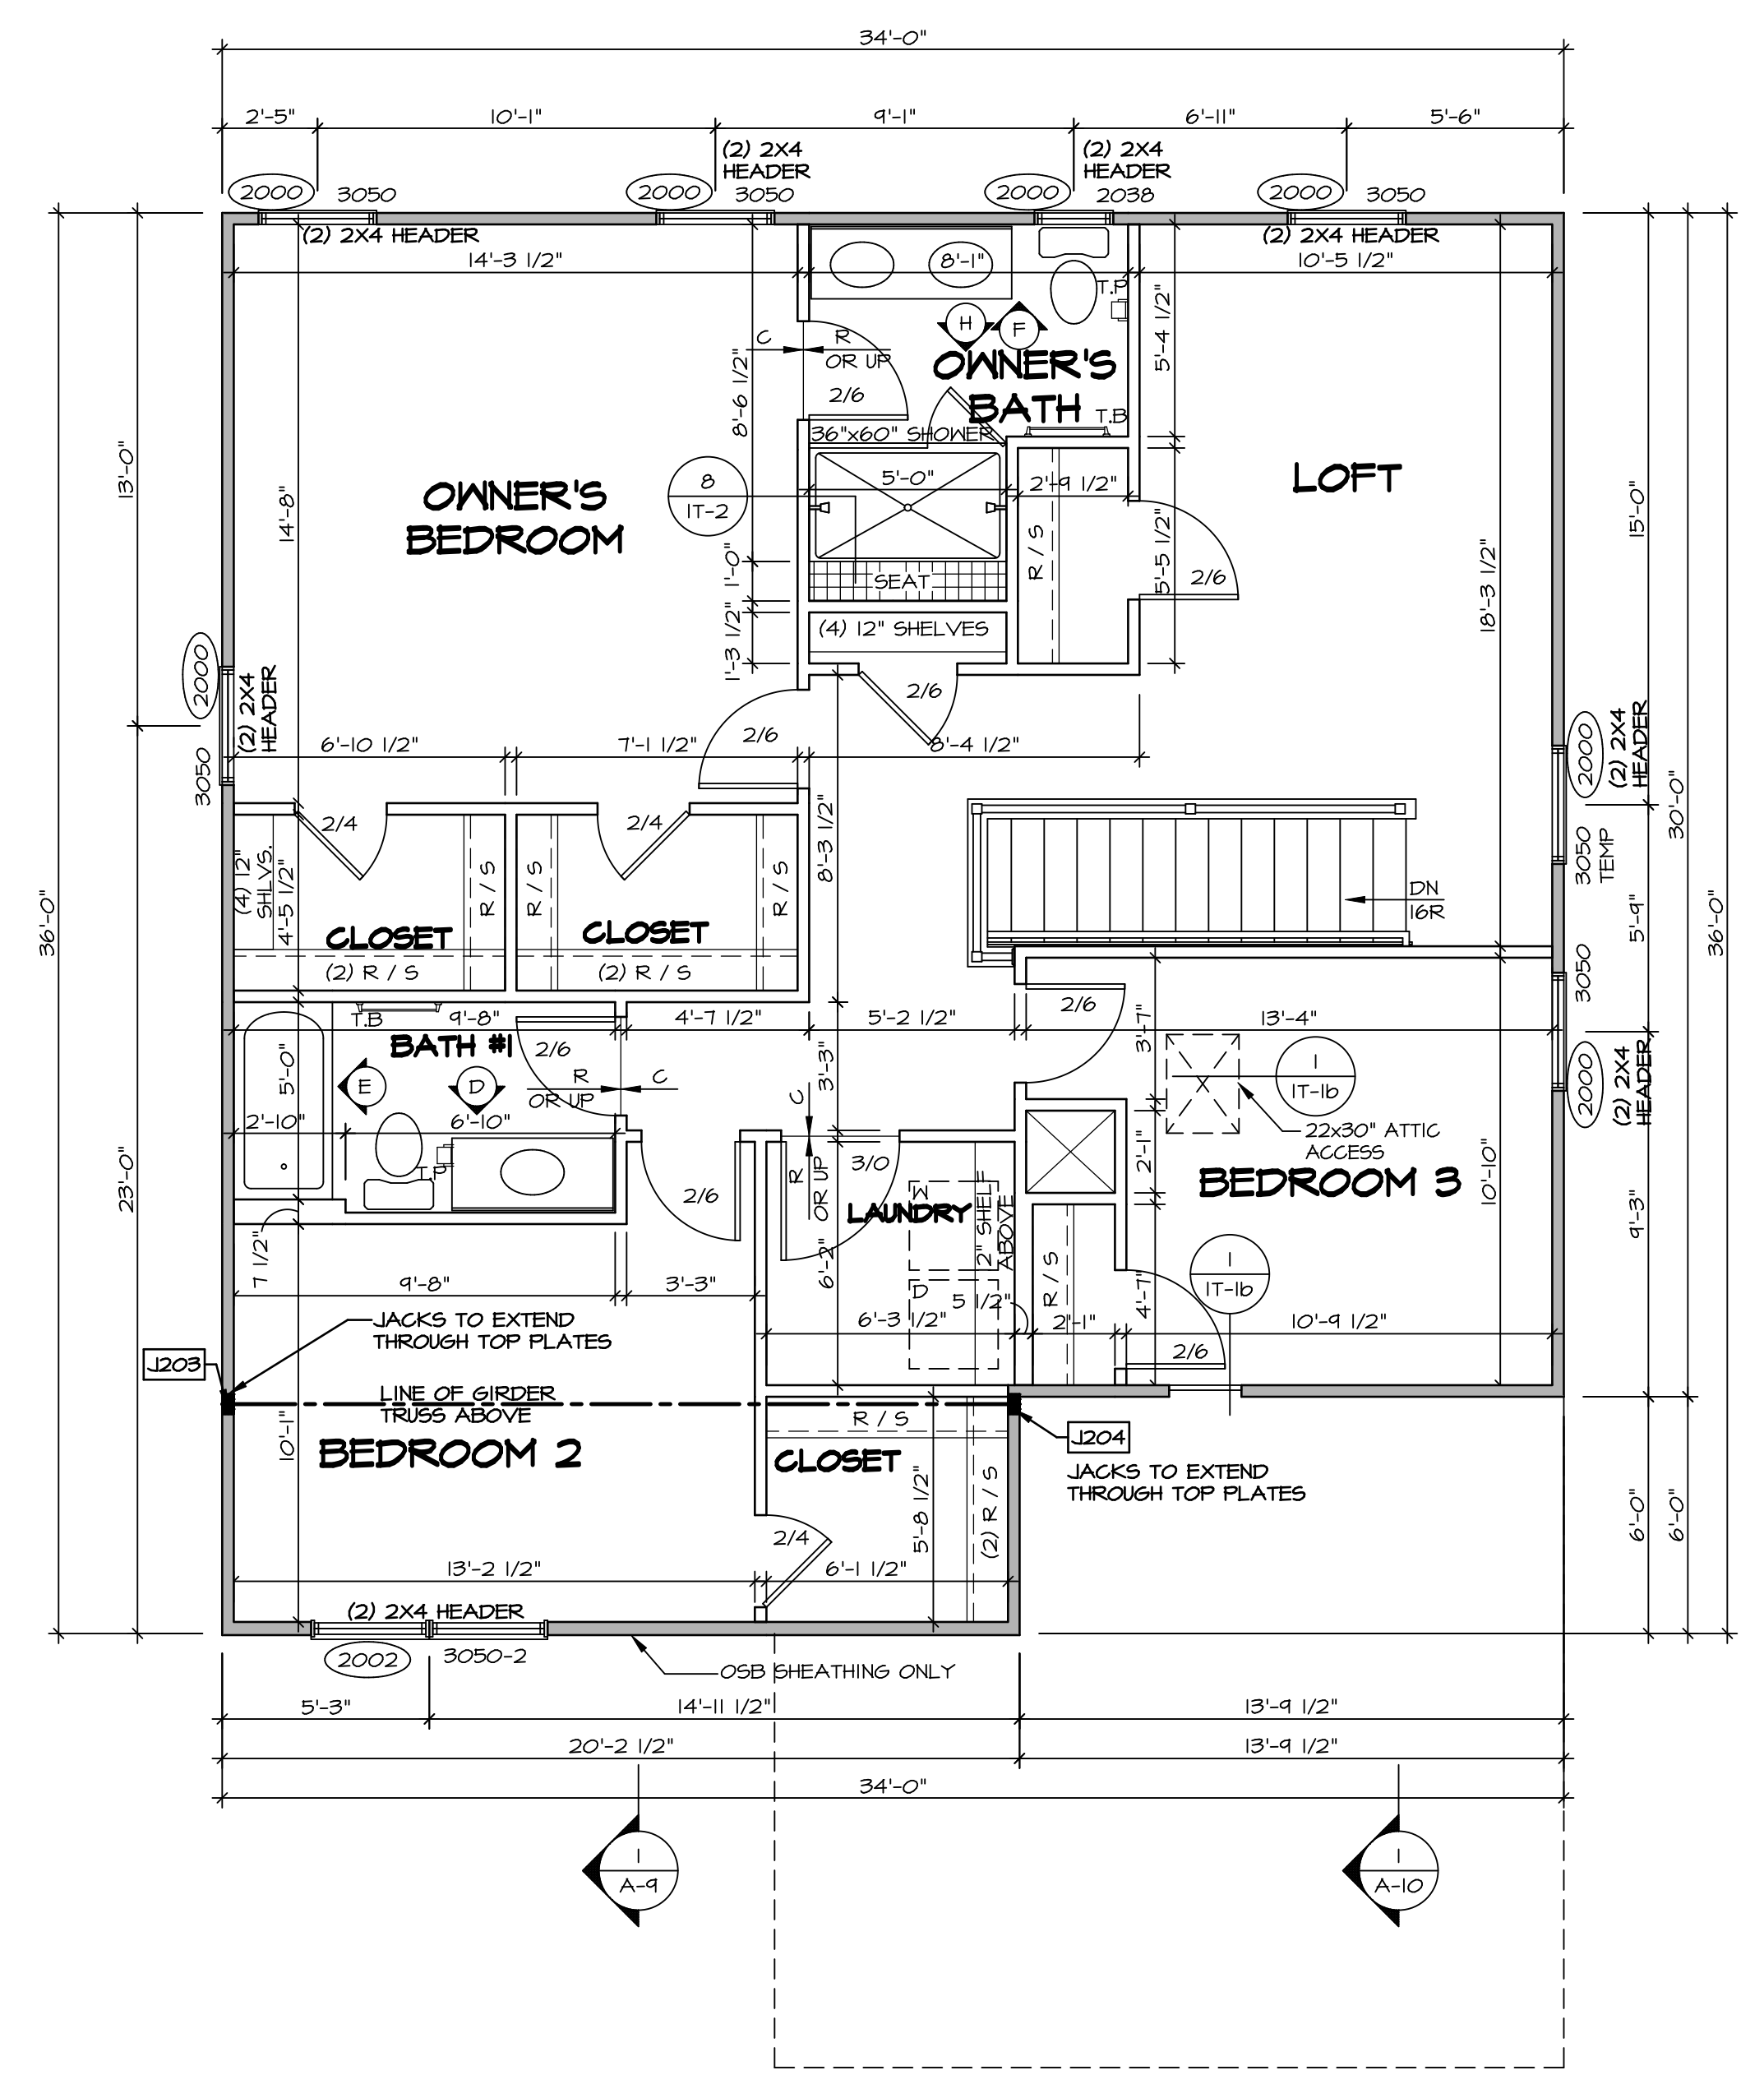 34'-0"
2'-5"
10'-1"
9'-1"
6'-11"
5'-6"
(2) 2X4
HEADER
(2) 2X4
HEADER
2000
3050
2000
3050
2000
2038
2000
3050
(2) 2X4 HEADER
(2) 2X4 HEADER
14'-3 1/2"
8'-1"
10'-5 1/2"
T.P
H
F
C
R
OR UP
2/6
OWNER'S
BATH
T.B
5'-4 1/2"
8'-6 1/2"
36"x60" SHOWER
13'-0"
14'-8"
OWNER'S
BEDROOM
8
IT-2
5'-0"
2'-9 1/2"
LOFT
15'-0"
R / S
5'-5 1/2"
2/6
18'-3 1/2"
1'-0"
SEAT
1'-3 1/2"
(4) 12" SHELVES
2000
(2) 2X4
HEADER
3050
2/6
2/6
6'-10 1/2"
7'-1 1/2"
8'-4 1/2"
2000
(2) 2X4
HEADER
30'-0"
3050
TEMP
2/4
2/4
8'-3 1/2"
(4) 12"
SHLVS.
4'-5 1/2"
R / S
R / S
R / S
CLOSET
CLOSET
(2) R / S
(2) R / S
DN
16R
5'-9"
36'-0"
36'-0"
3050
T.B
9'-8"
4'-7 1/2"
5'-2 1/2"
2/6
13'-4"
BATH #1
2/6
3'-7"
5'-0"
E
D
R
OR UP
C
3'-3"
C
1
IT-1b
2000
(2) 2X4
HEADER
2'-10"
6'-10"
22x30" ATTIC
ACCESS
T.P
2/6
R
OR UP
3/0
2'-1"
BEDROOM 3
10'-10"
23'-0"
W
LAUNDRY
2" SHELF
ABOVE
9'-3"
7 1/2"
6'-2"
R / S
1
IT-1b
4'-7"
9'-8"
3'-3"
D
5 1/2"
6'-3 1/2"
2'-1"
10'-9 1/2"
JACKS TO EXTEND
THROUGH TOP PLATES
2/6
J203
LINE OF GIRDER
TRUSS ABOVE
R / S
10'-1"
BEDROOM 2
CLOSET
J204
JACKS TO EXTEND
THROUGH TOP PLATES
5'-8 1/2"
(2) R / S
6'-0"
6'-0"
2/4
13'-2 1/2"
6'-1 1/2"
(2) 2X4 HEADER
2002
3050-2
OSB SHEATHING ONLY
5'-3"
14'-11 1/2"
13'-9 1/2"
20'-2 1/2"
13'-9 1/2"
34'-0"
1
A-9
1
A-10